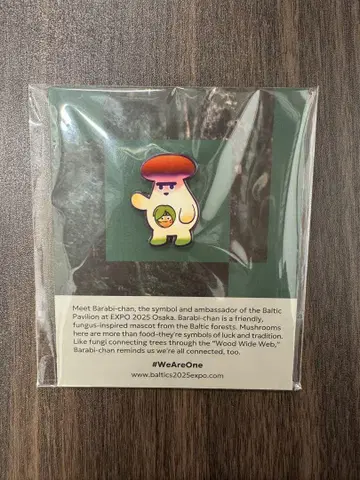 Meet Barabi-chan, the symbol and ambassador of the Baltic
Pavilion at EXPO 2025 Osaka. Barabi-chan is a friendly,
fungus-inspired mascot from the Baltic forests. Mushrooms
here are more than food–they're symbols of luck and tradition.
Like fungi connecting trees through the “Wood Wide Web,”
Barabi-chan reminds us we're all connected, too.
#WeAreOne
www.baltics2025expo.com